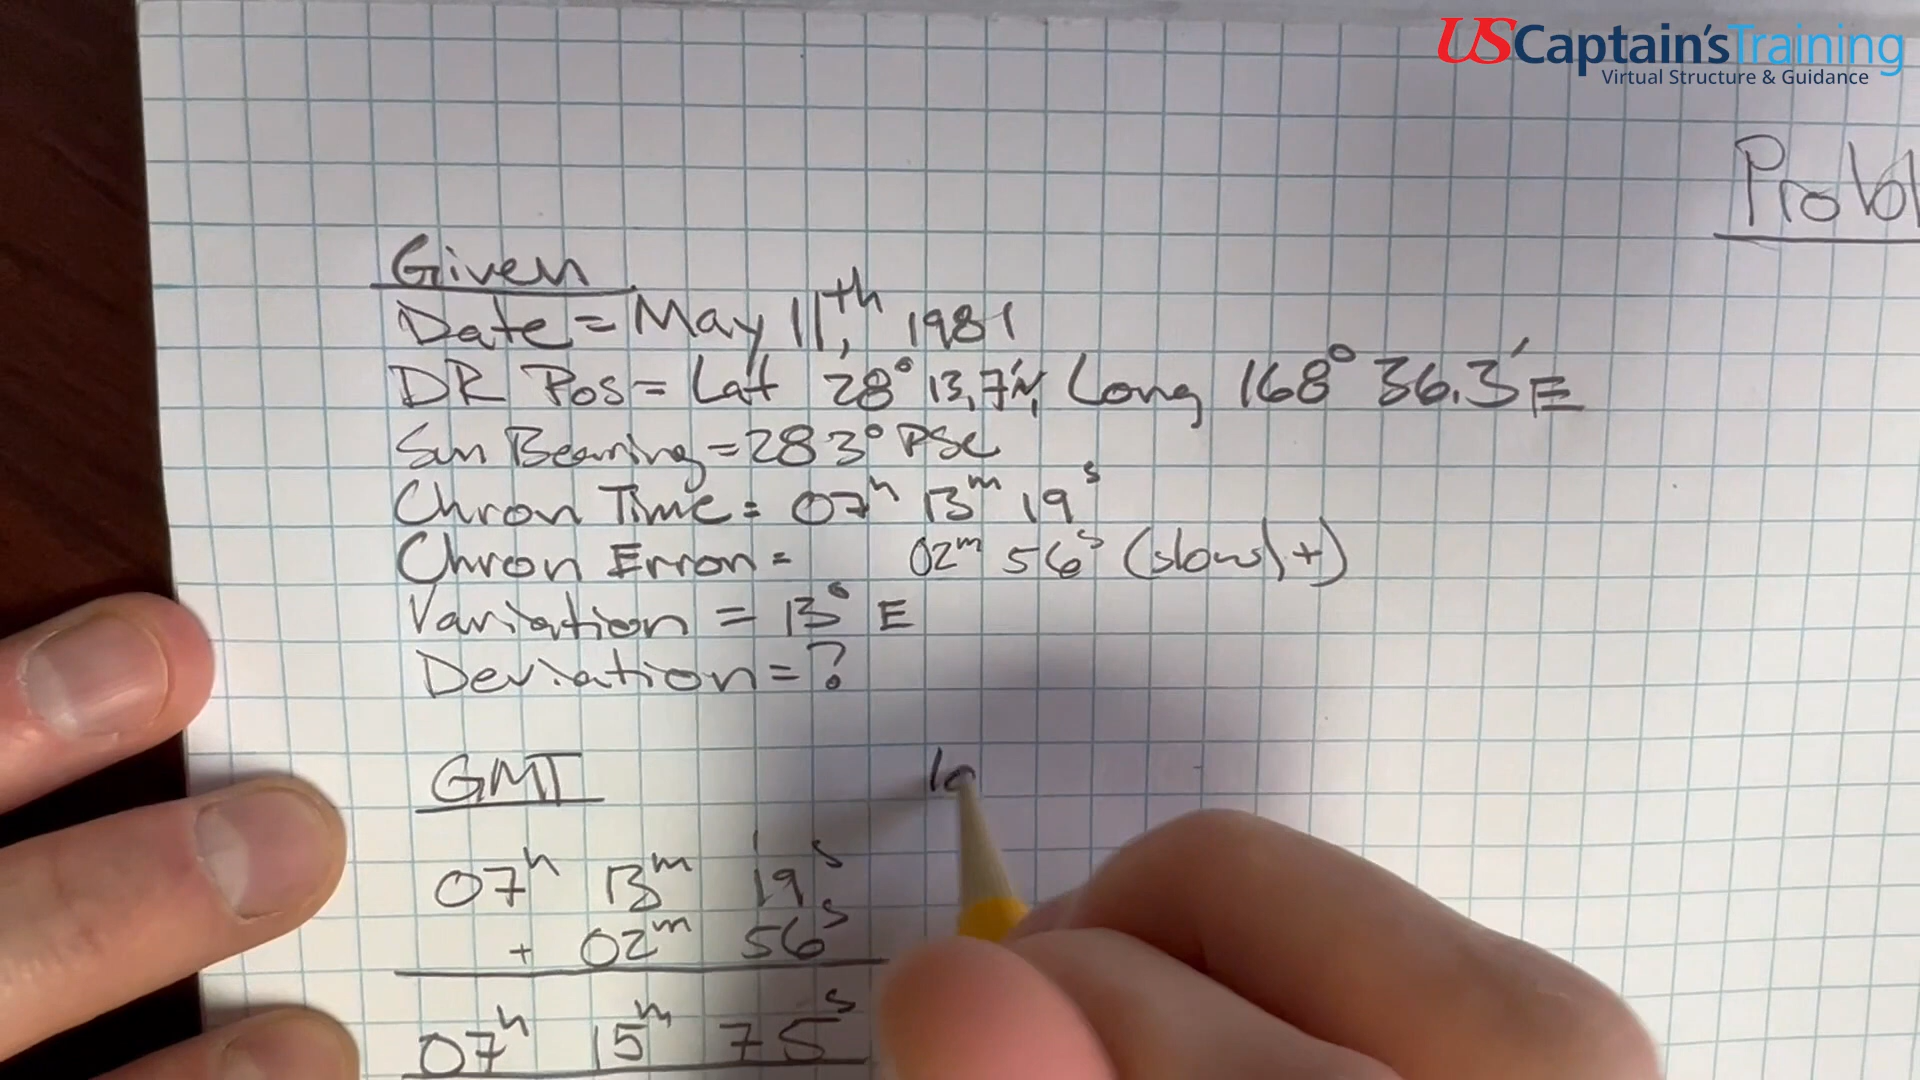 USCaptain'sTraining
Virtual Structure & Guidance
Probl
Given
Date = May 11th, 1981
DR Pos = Lat 28° 13.7'N, Long 168° 36.3' E
Sun Bearing = 283° PSC
Chron Time = 07h 13m 19s
Chron Error = 02m 56s (slow, +)
Variation = 13° E
Deviation = ?
GMT
07h 13m 19s
+ 02m 56s
07h 15m 75s